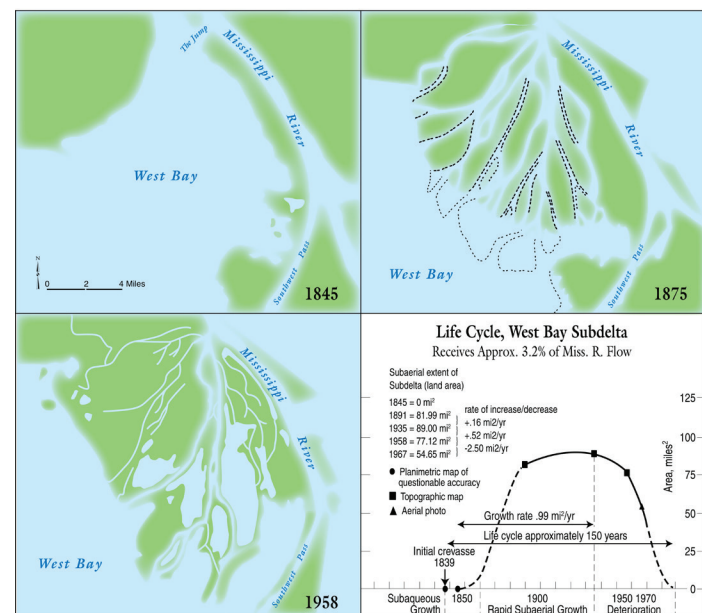 The Jump
Mississippi
River
West Bay
N
0 2 4 Miles
Southwest Pass
1845
Mississippi
River
West Bay
Southwest Pass
1875
Mississippi
River
West Bay
Southwest Pass
1958
Life Cycle, West Bay Subdelta
Receives Approx. 3.2% of Miss. R. Flow
Subaerial extent of
Subdelta (land area)
1845 = 0 mi²
1891 = 81.99 mi²
1935 = 89.00 mi²
1958 = 77.12 mi²
1967 = 54.65 mi²
rate of increase/decrease
+.16 mi2/yr
+.52 mi2/yr
-2.50 mi2/yr
Planimetric map of
questionable accuracy
Topographic map
Aerial photo
125
100
75
50
25
0
Area, miles²
Growth rate .99 mi²/yr
Life cycle approximately 150 years
Initial crevasse
1839
1850 1900 1950 1970
Subaqueous
Growth
Rapid Subaerial Growth
Deterioration